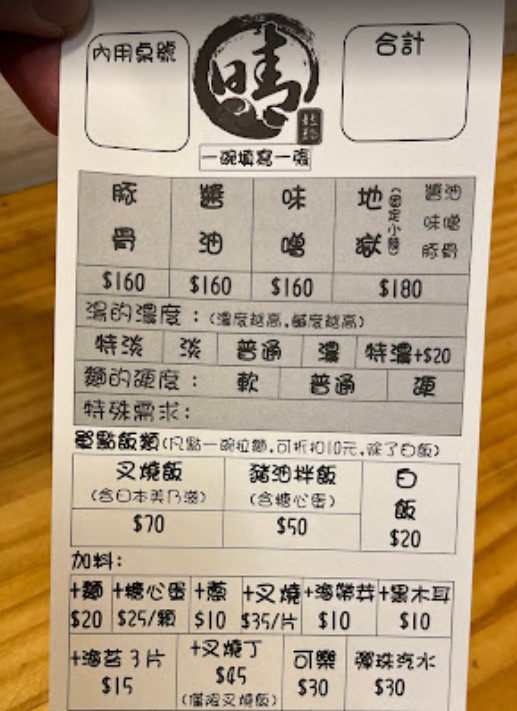 內用桌號
晴
合計
一碗填寫一張
豚骨 醬油 味噌 地獄(固定小辣) 醬油 味噌 豚骨
$160 $160 $160 $180
湯的濃度:(濃度越高,鹹度越高)
特淡 淡 普通 濃 特濃+$20
麵的硬度: 軟 普通 硬
特殊需求:
單點飯類(凡點一碗拉麵,可折扣10元,除了白飯)
叉燒飯 豬油拌飯 白飯
(含日本美乃滋) (含糖心蛋)
$70 $50 $20
加料:
+麵 +糖心蛋 +蔥 +叉燒 +海帶芽 +黑木耳
$20 $25/顆 $10 $35/片 $10 $10
+海苔3片 +叉燒丁 可樂 彈珠汽水
$15 $45 $30 $30
(僅限叉燒飯)